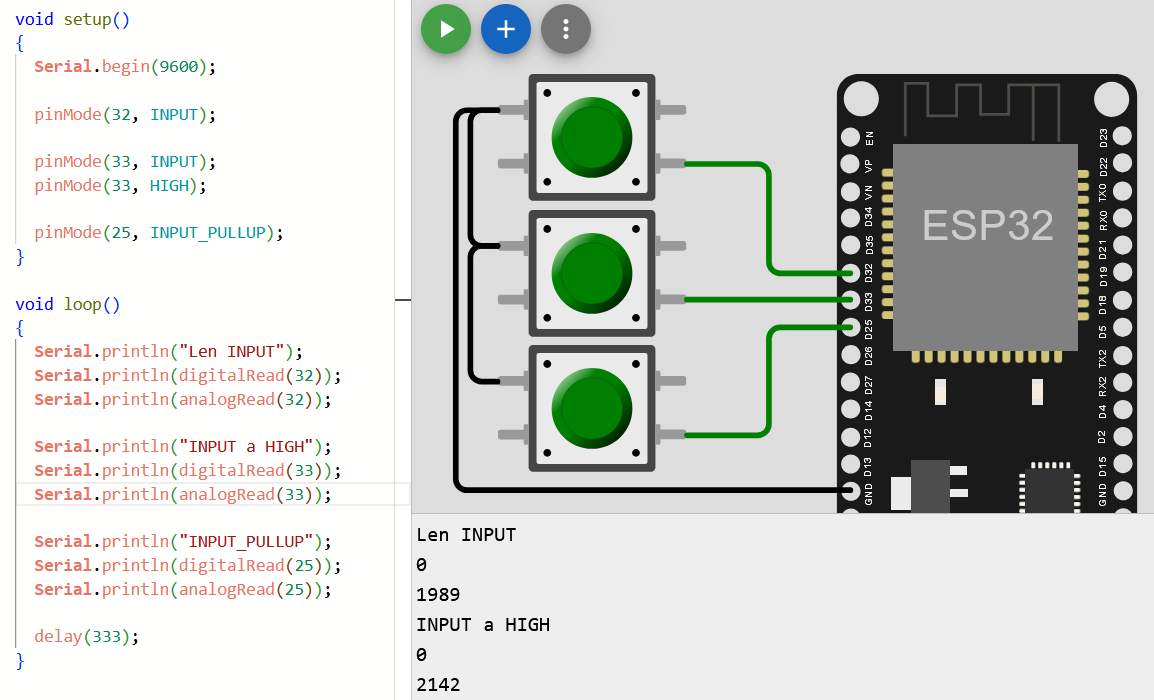 void setup()
{
Serial.begin(9600);
pinMode(32, INPUT);
pinMode(33, INPUT);
pinMode(33, HIGH);
pinMode(25, INPUT_PULLUP);
}
void loop()
{
Serial.println("Len INPUT");
Serial.println(digitalRead(32));
Serial.println(analogRead(32));
Serial.println("INPUT a HIGH");
Serial.println(digitalRead(33));
Serial.println(analogRead(33));
Serial.println("INPUT_PULLUP");
Serial.println(digitalRead(25));
Serial.println(analogRead(25));
delay(333);
}
ESP32
EN
VP
VN
D34
D35
D32
D33
D25
D26
D27
D14
D12
D13
GND
D23
D22
TX0
RX0
D21
D19
D18
D5
TX2
RX2
D4
D2
D15
GND
Len INPUT
0
1989
INPUT a HIGH
0
2142